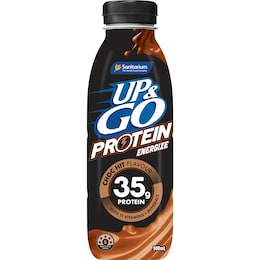 Sanitarium
UP&GO
PROTEIN
ENERGIZE
CHOC HIT FLAVOUR
35g
PROTEIN
500mL